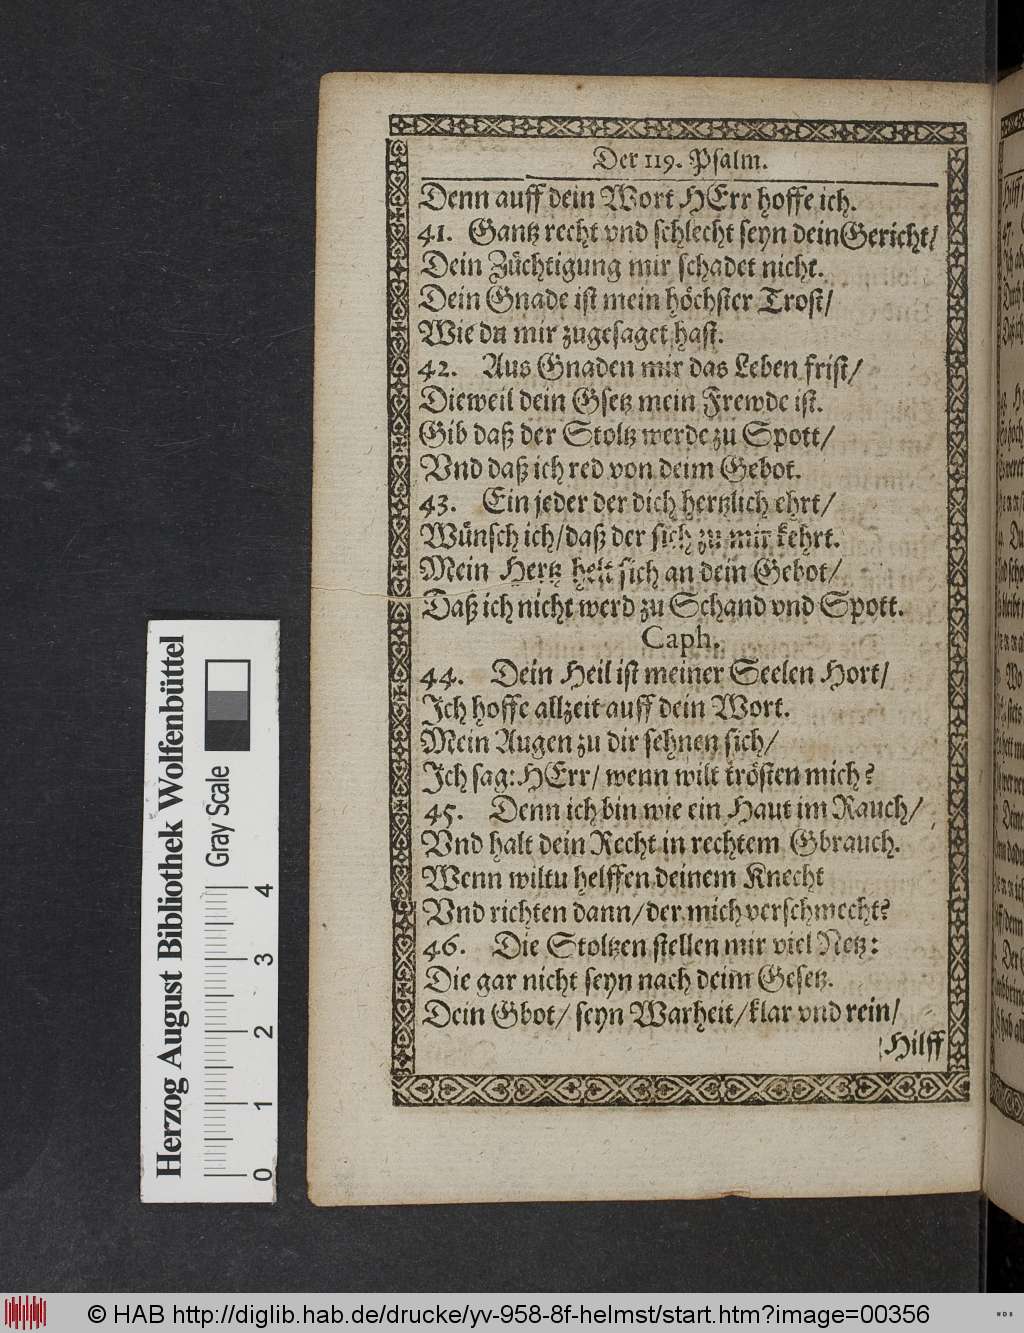 Der 119. Psalm.
Denn auff dein Wort HErr hoffe ich.
41. Gantz recht vnd schlecht seyn dein Gericht/
Dein Zůchtigung mir schadet nicht.
Dein Gnade ist mein höchster Trost/
Wie du mir zugesaget hast.
42. Aus Gnaden mir das Leben frist/
Dieweil dein Gsetz mein Frewde ist.
Gib daß der Stoltz werde zu Spott/
Vnd daß ich red von deim Gebot.
43. Ein jeder der dich hertzlich ehrt/
Wůnsch ich/daß der sich zu mir kehrt.
Mein Hertz helt sich an dein Gebot/
Daß ich nicht werd zu Schand vnd Spott.
Caph.
44. Dein Heil ist meiner Seelen Hort/
Ich hoffe allzeit auff dein Wort.
Mein Augen zu dir sehnen sich/
Ich sag: HErr/ wenn wilt trösten mich?
45. Denn ich bin wie ein Haut im Rauch/
Vnd halt dein Recht in rechtem Gbrauch.
Wenn wiltu helffen deinem Knecht
Vnd richten dann/der mich verschmecht?
46. Die Stoltzen stellen mir viel Netz:
Die gar nicht seyn nach deim Gesetz.
Dein Gbot/ seyn Warheit/klar vnd rein/
Hilff
Herzog August Bibliothek Wolfenbüttel
Gray Scale
0 1 2 3 4
© HAB http://diglib.hab.de/drucke/yv-958-8f-helmst/start.htm?image=00356